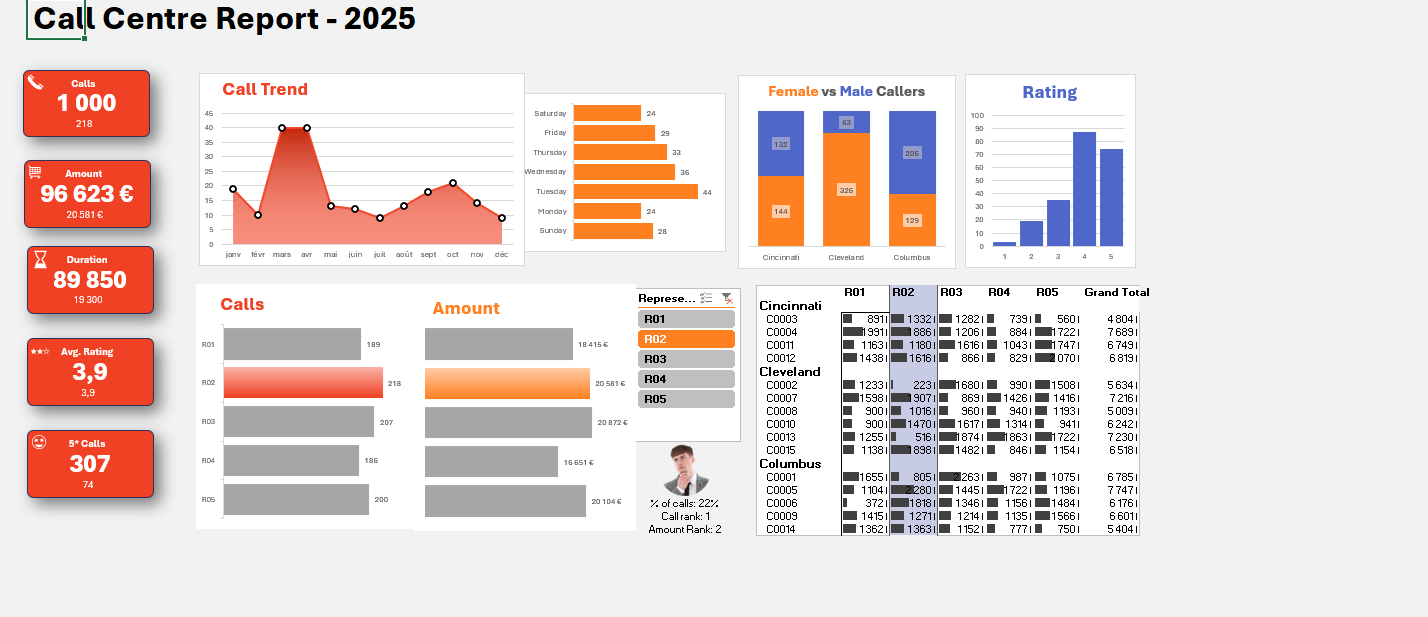 Call Centre Report - 2025
Calls
1 000
218
Amount
96 623 €
20 581 €
Duration
89 850
19 300
Avg. Rating
3,9
3,9
5* Calls
307
74
Call Trend
45
40
35
30
25
20
15
10
5
0
janv févr mars avr mai juin juil août sept oct nov déc
Saturday 24
Friday 29
Thursday 33
Wednesday 36
Tuesday 44
Monday 24
Sunday 28
Female vs Male Callers
132 63 205
144 326 129
Cincinnati Cleveland Columbus
Rating
100
90
80
70
60
50
40
30
20
10
0
1 2 3 4 5
Calls
R01 189
R02 218
R03 207
R04 186
R05 200
Amount
18 415 €
20 581 €
20 872 €
16 651 €
20 104 €
Represe...
R01
R02
R03
R04
R05
% of calls: 22%
Call rank: 1
Amount Rank: 2
R01 R02 R03 R04 R05 Grand Total
Cincinnati
C0003 891 1332 1282 739 560 4 804
C0004 1991 1886 1206 884 1722 7 689
C0011 1163 1180 1616 1043 1747 6 749
C0012 1438 1616 866 829 2070 6 819
Cleveland
C0002 1233 223 1680 990 1508 5 634
C0007 1598 1907 869 1426 1416 7 216
C0008 900 1016 960 940 1193 5 009
C0010 900 1470 1617 1314 941 6 242
C0013 1255 516 1874 1863 1722 7 230
C0015 1138 1898 1482 846 1154 6 518
Columbus
C0001 1655 805 2263 987 1075 6 785
C0005 1104 2280 1445 1722 1196 7 747
C0006 372 1818 1346 1156 1484 6 176
C0009 1415 1271 1214 1135 1566 6 601
C0014 1362 1363 1152 777 750 5 404